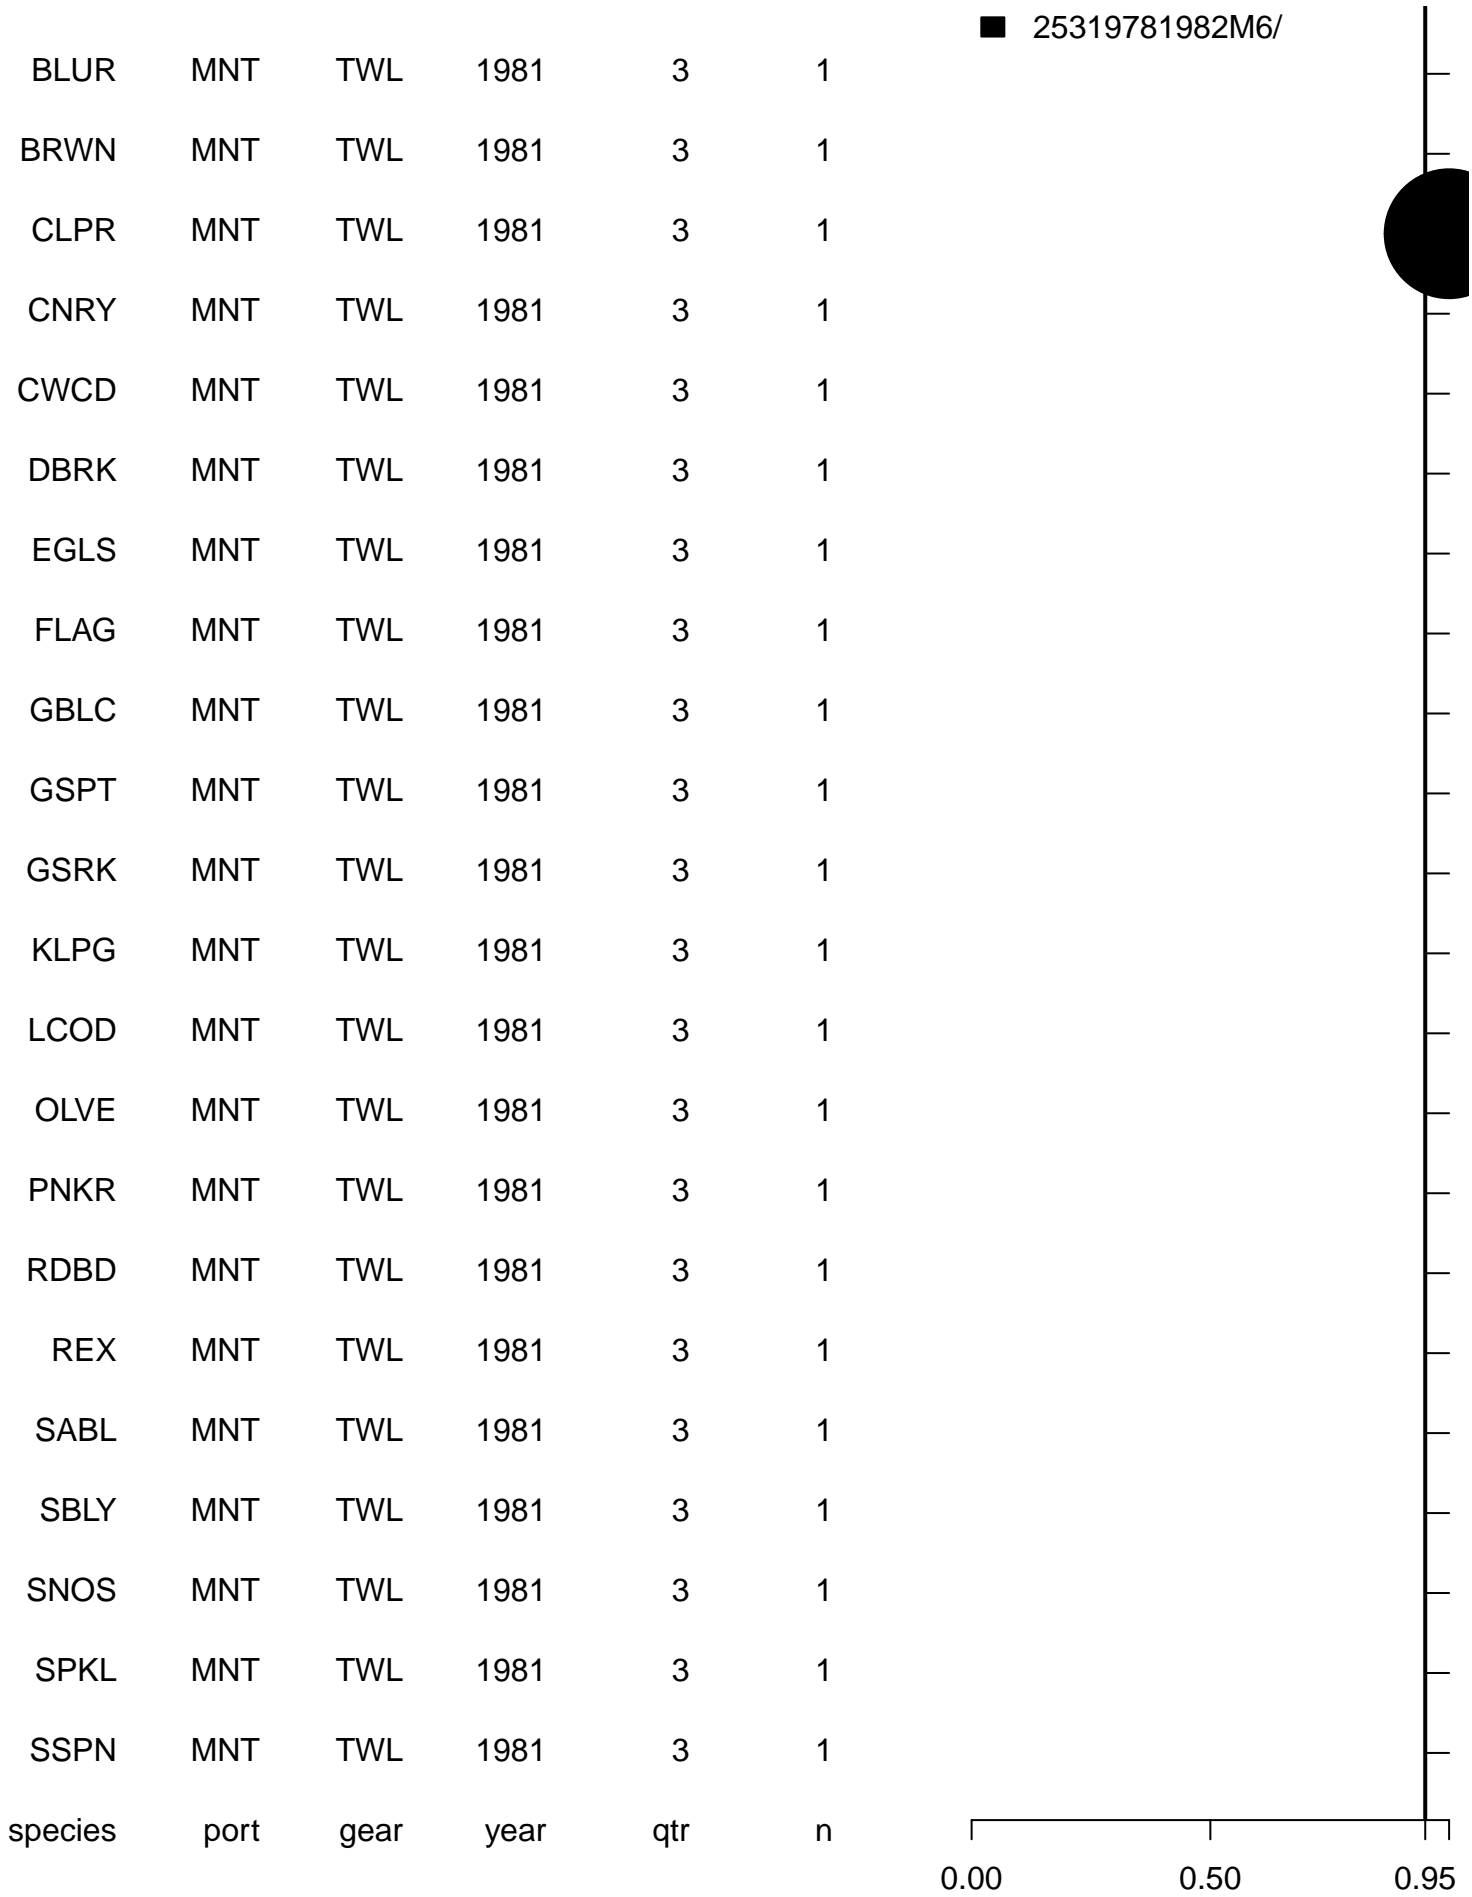 25319781982M6/
BLUR MNT TWL 1981 3 1
BRWN MNT TWL 1981 3 1
CLPR MNT TWL 1981 3 1
CNRY MNT TWL 1981 3 1
CWCD MNT TWL 1981 3 1
DBRK MNT TWL 1981 3 1
EGLS MNT TWL 1981 3 1
FLAG MNT TWL 1981 3 1
GBLC MNT TWL 1981 3 1
GSPT MNT TWL 1981 3 1
GSRK MNT TWL 1981 3 1
KLPG MNT TWL 1981 3 1
LCOD MNT TWL 1981 3 1
OLVE MNT TWL 1981 3 1
PNKR MNT TWL 1981 3 1
RDBD MNT TWL 1981 3 1
REX MNT TWL 1981 3 1
SABL MNT TWL 1981 3 1
SBLY MNT TWL 1981 3 1
SNOS MNT TWL 1981 3 1
SPKL MNT TWL 1981 3 1
SSPN MNT TWL 1981 3 1
species port gear year qtr n
0.00 0.50 0.95